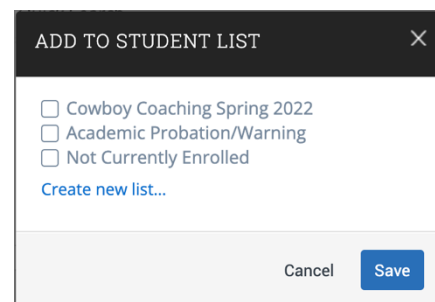 ADD TO STUDENT LIST
Cowboy Coaching Spring 2022
Academic Probation/Warning
Not Currently Enrolled
Create new list...
Cancel Save